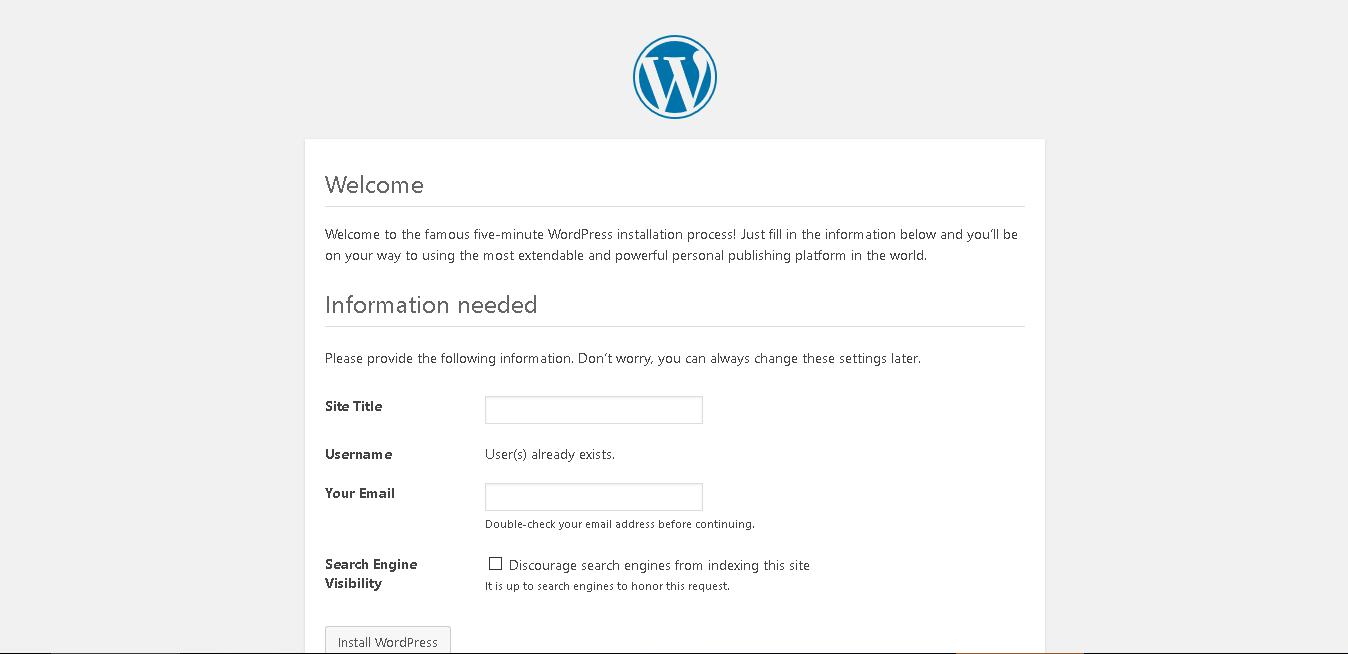 Welcome
Welcome to the famous five-minute WordPress installation process! Just fill in the information below and you’ll be
on your way to using the most extendable and powerful personal publishing platform in the world.
Information needed
Please provide the following information. Don’t worry, you can always change these settings later.
Site Title
Username User(s) already exists.
Your Email
Double-check your email address before continuing.
Search Engine Visibility
Discourage search engines from indexing this site
It is up to search engines to honor this request.
Install WordPress